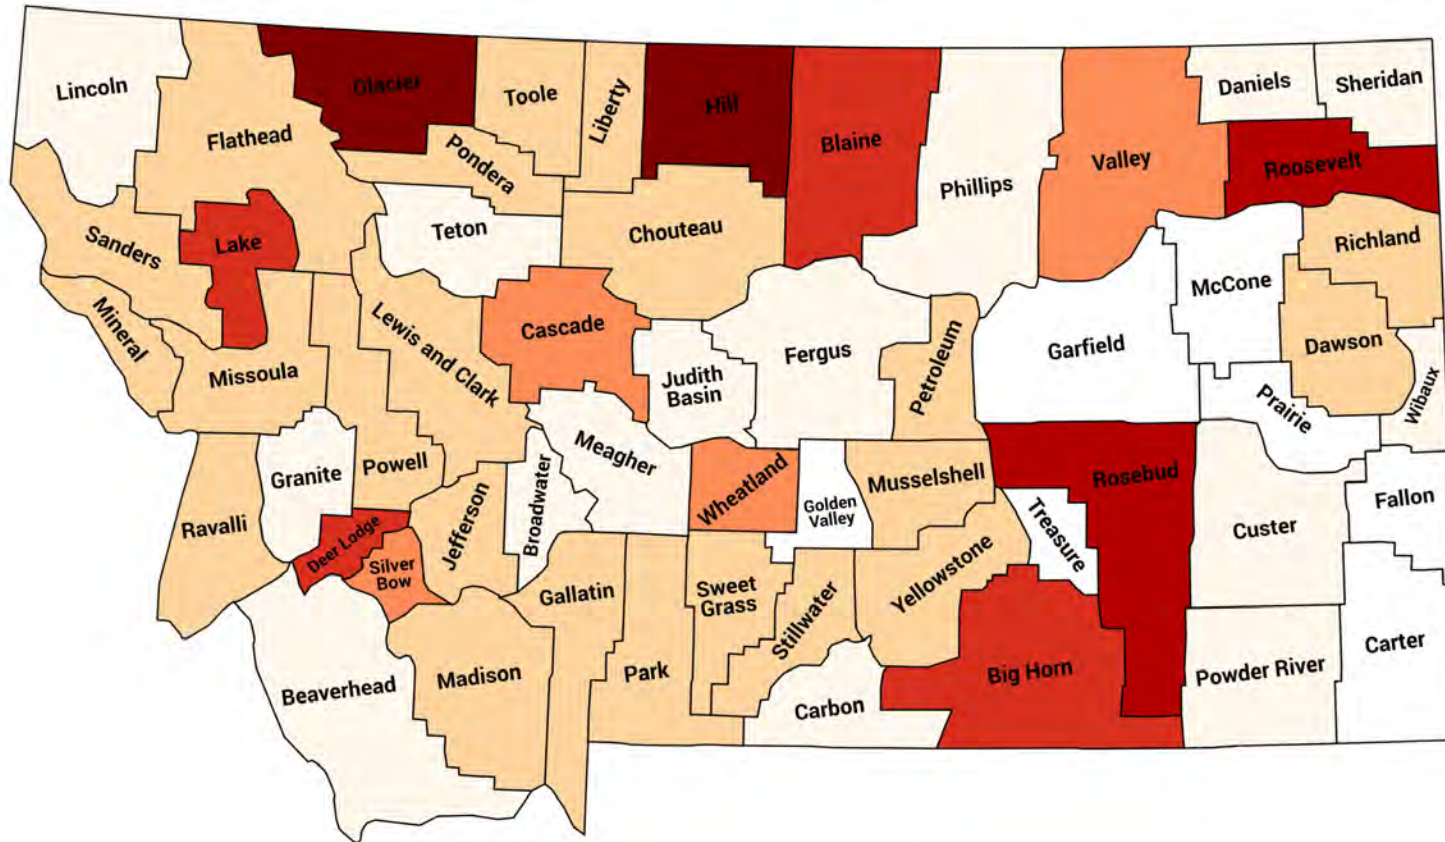 Lincoln
Flathead
Glacier
Toole
Liberty
Hill
Blaine
Phillips
Valley
Daniels
Sheridan
Roosevelt
Pondera
Teton
Chouteau
Sanders
Lake
Richland
McCone
Mineral
Missoula
Lewis and Clark
Cascade
Judith
Basin
Fergus
Petroleum
Garfield
Dawson
Prairie
Wibaux
Granite
Powell
Meagher
Broadwater
Jefferson
Wheatland
Golden
Valley
Musselshell
Rosebud
Treasure
Custer
Fallon
Ravalli
Deer Lodge
Silver
Bow
Gallatin
Sweet
Grass
Stillwater
Yellowstone
Beaverhead
Madison
Park
Carbon
Big Horn
Powder River
Carter